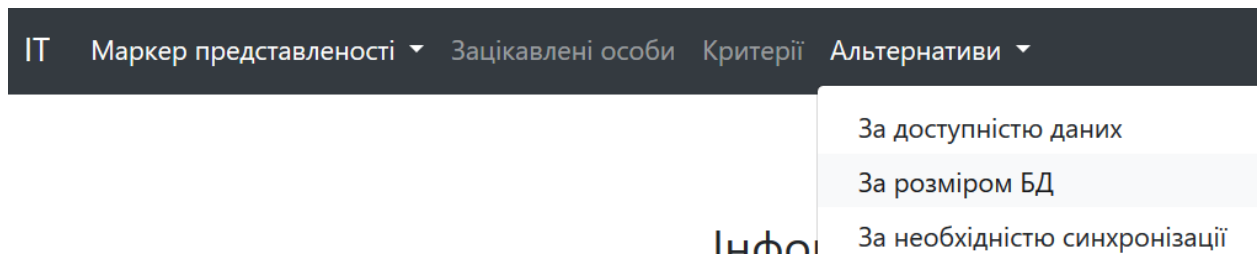 IT Маркер представленості Зацікавлені особи Критерії Альтернативи
За доступністю даних
За розміром БД
За необхідністю синхронізації